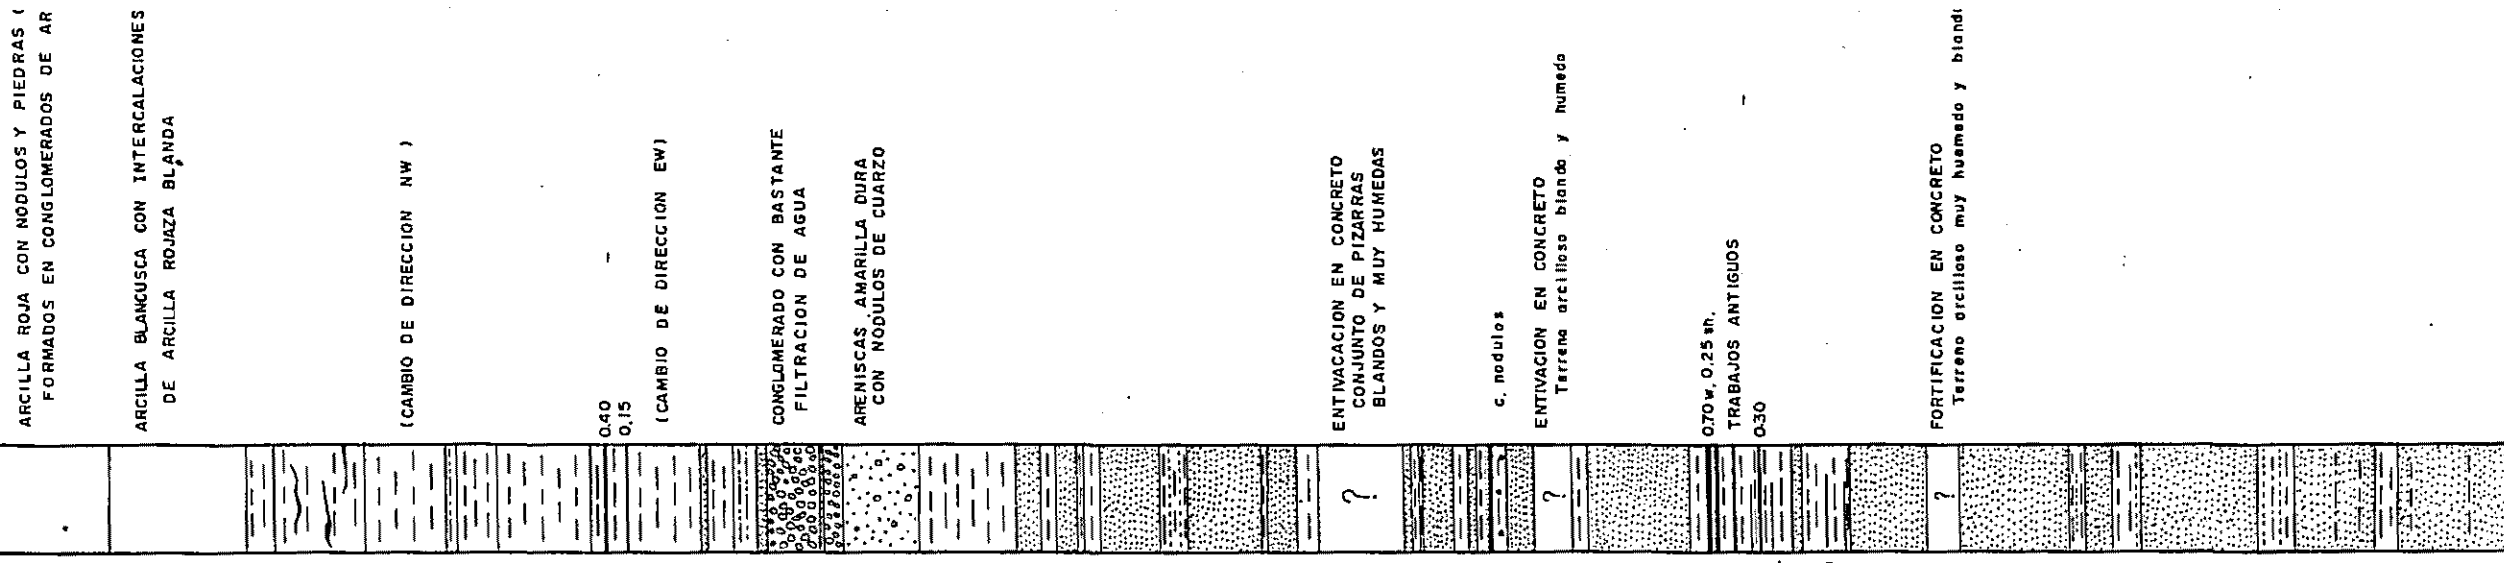 ARCILLA ROJA CON NODULOS Y PIEDRAS (
FORMADOS EN CONGLOMERADOS DE AR
ARCILLA BLANCUSCA CON INTERCALACIONES
DE ARCILLA ROJAZA BLANDA
(CAMBIO DE DIRECCION NW )
0.40
0.15
(CAMBIO DE DIRECCION EW)
CONGLOMERADO CON BASTANTE
FILTRACION DE AGUA
ARENISCAS AMARILLA DURA
CON NODULOS DE CUARZO
ENTIVACACION EN CONCRETO
CONJUNTO DE PIZARRAS
BLANDOS Y MUY HUMEDAS
?
c. nodulos
ENTIVACION EN CONCRETO
Terreno arcilloso blando y humedo
?
0.70 w, 0.25 sh.
TRABAJOS ANTIGUOS
0.30
FORTIFICACION EN CONCRETO
Terreno arcilloso muy huamedo y blando
?